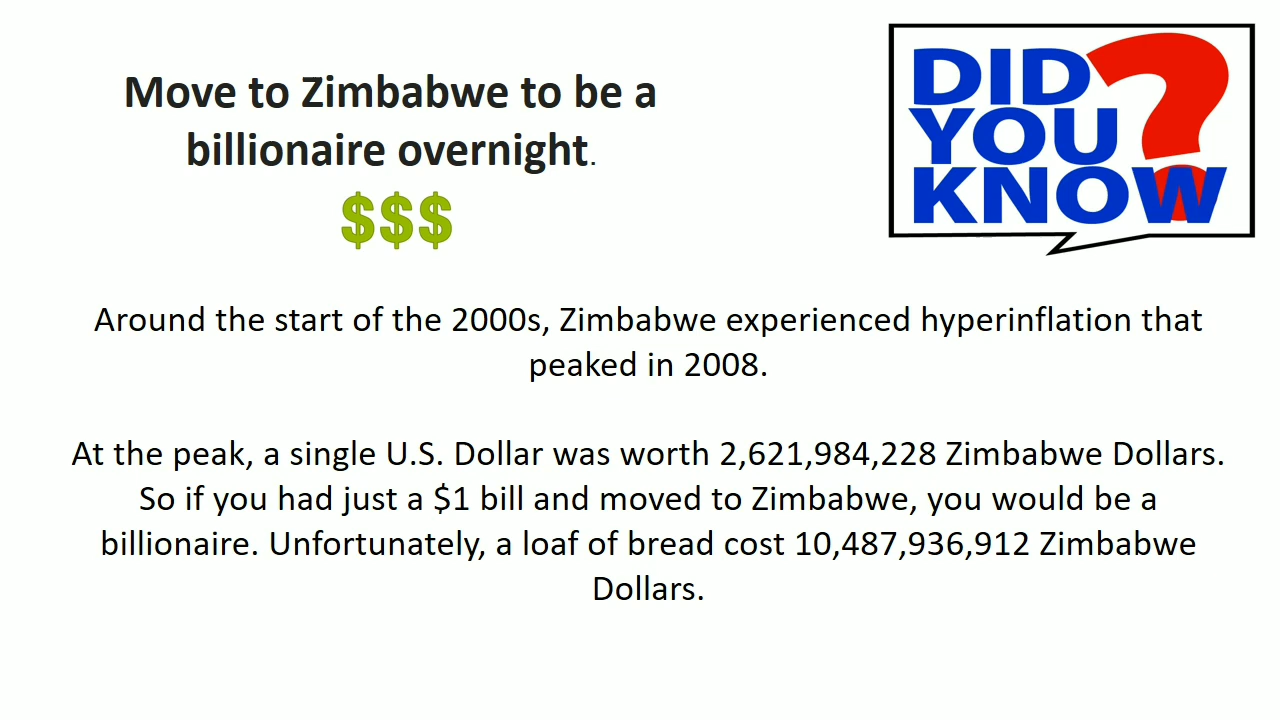 Move to Zimbabwe to be a
billionaire overnight.
$$$
DID
YOU
KNOW?
Around the start of the 2000s, Zimbabwe experienced hyperinflation that
peaked in 2008.
At the peak, a single U.S. Dollar was worth 2,621,984,228 Zimbabwe Dollars.
So if you had just a $1 bill and moved to Zimbabwe, you would be a
billionaire. Unfortunately, a loaf of bread cost 10,487,936,912 Zimbabwe
Dollars.